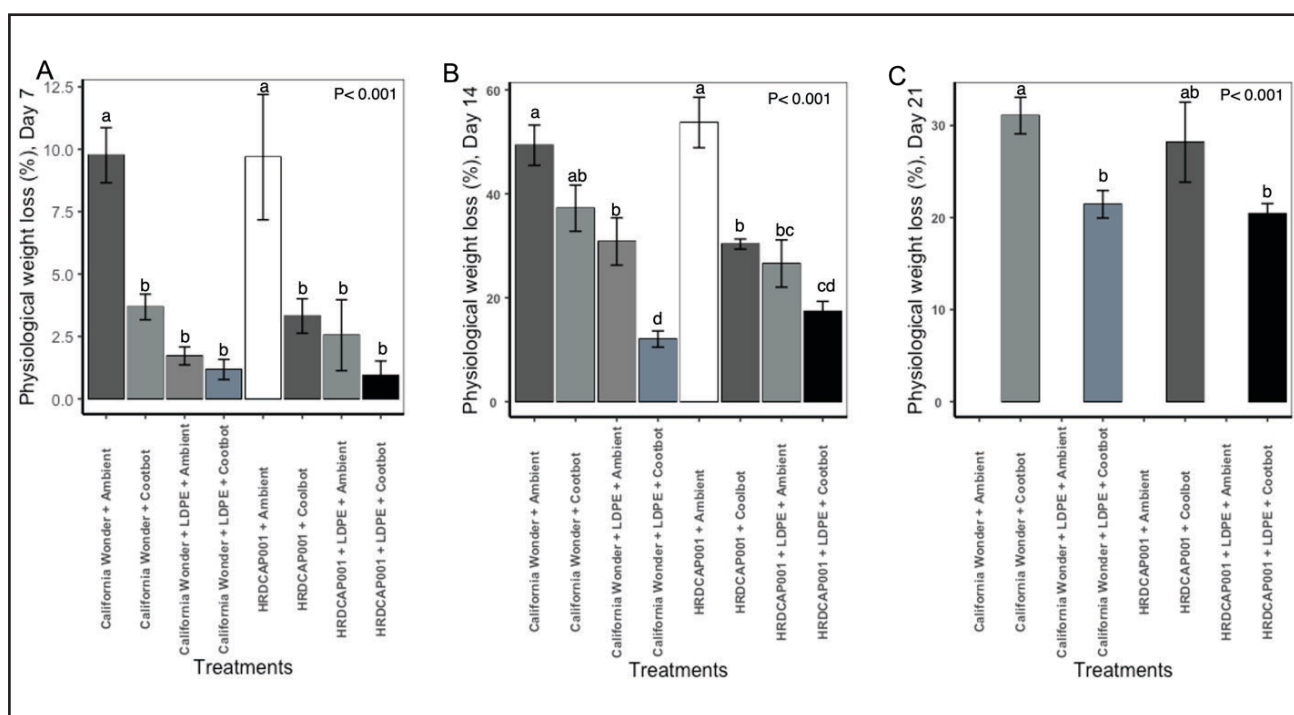 A
Physiological weight loss (%), Day 7
12.5
10.0
7.5
5.0
2.5
0.0
P< 0.001
a
b
b
b
a
b
b
b
California Wonder + Ambient
California Wonder + Cootbot
California Wonder + LDPE + Ambient
California Wonder + LDPE + Cootbot
HRDCAP001 + Ambient
HRDCAP001 + Coolbot
HRDCAP001 + LDPE + Ambient
HRDCAP001 + LDPE + Cootbot
Treatments
B
Physiological weight loss (%), Day 14
60
40
20
0
P< 0.001
a
ab
b
d
a
b
bc
cd
California Wonder + Ambient
California Wonder + Cootbot
California Wonder + LDPE + Ambient
California Wonder + LDPE + Cootbot
HRDCAP001 + Ambient
HRDCAP001 + Coolbot
HRDCAP001 + LDPE + Ambient
HRDCAP001 + LDPE + Cootbot
Treatments
C
Physiological weight loss (%), Day 21
30
20
10
0
P< 0.001
a
b
ab
b
California Wonder + Ambient
California Wonder + Cootbot
California Wonder + LDPE + Ambient
California Wonder + LDPE + Cootbot
HRDCAP001 + Ambient
HRDCAP001 + Coolbot
HRDCAP001 + LDPE + Ambient
HRDCAP001 + LDPE + Cootbot
Treatments